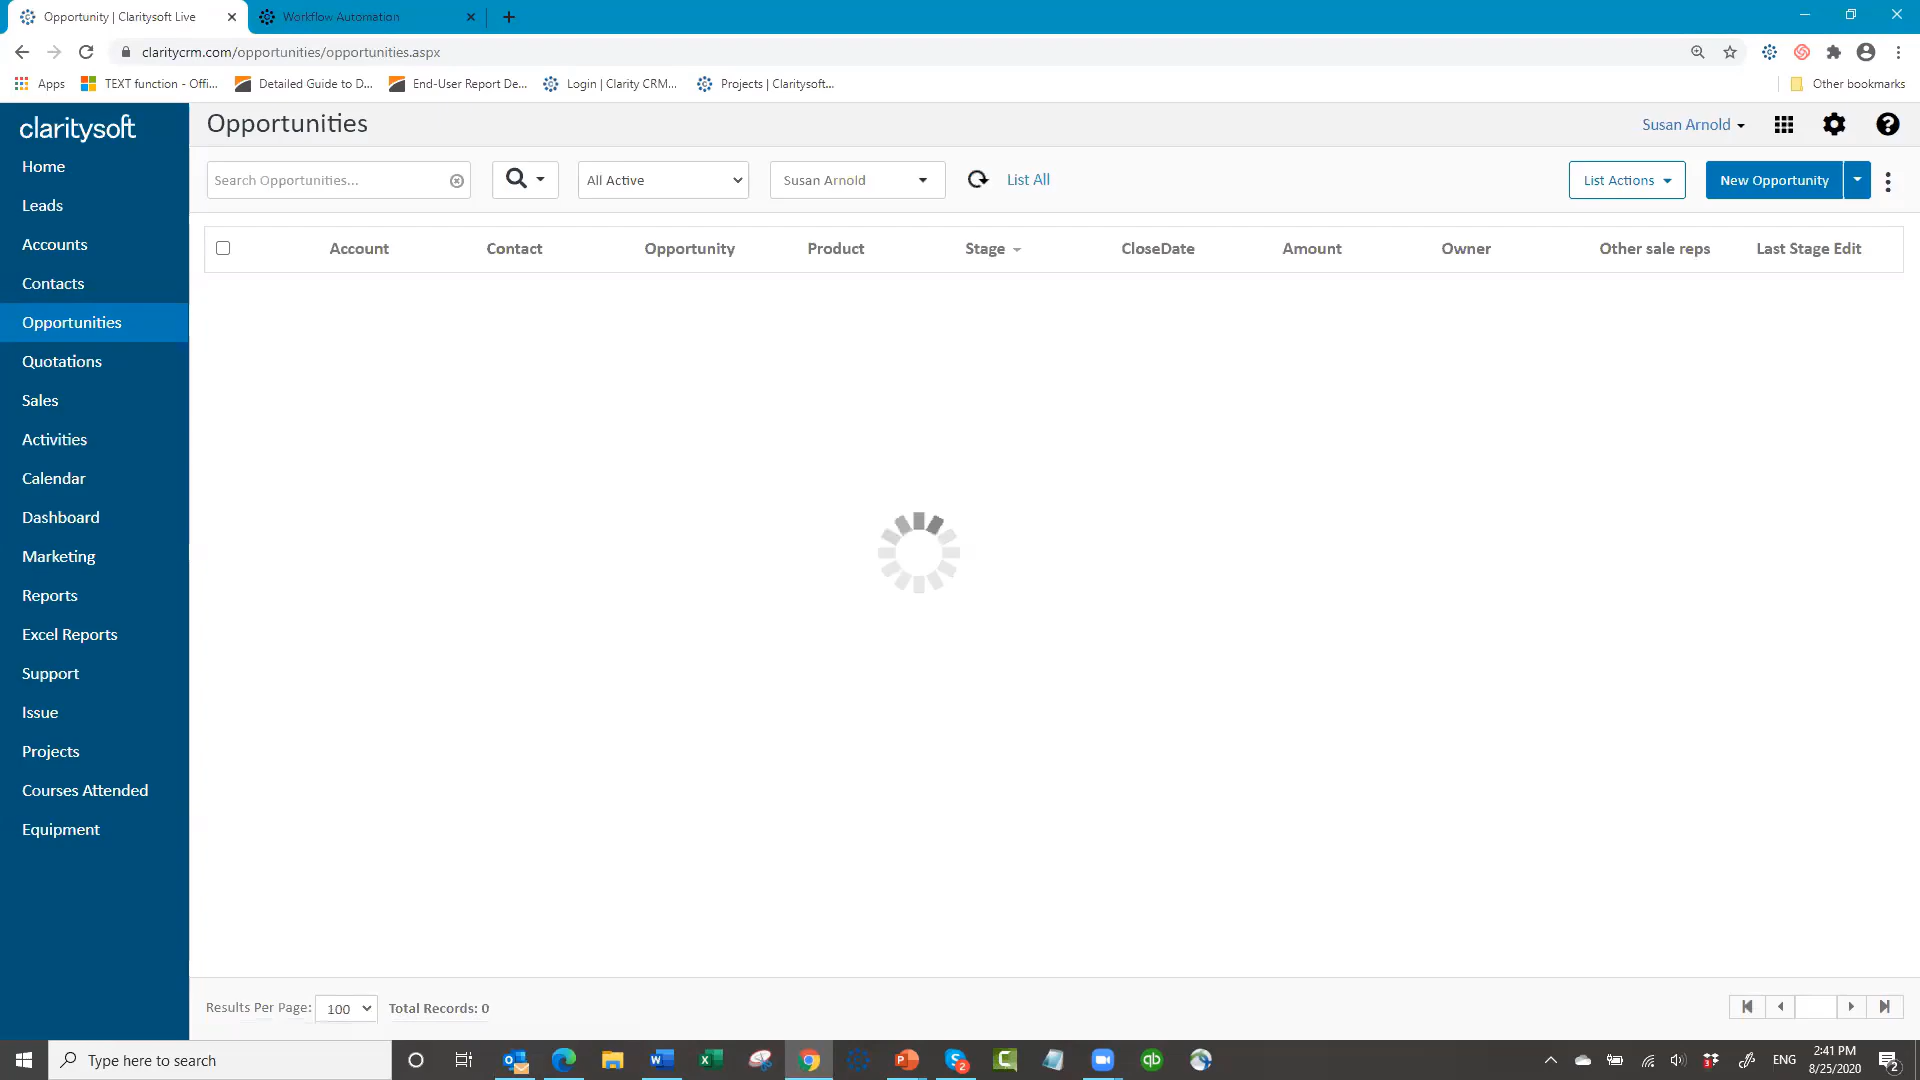 Opportunity | Claritysoft Live
Workflow Automation
claritycrm.com/opportunities/opportunities.aspx
Apps
TEXT function - Offi...
Detailed Guide to D...
End-User Report De...
Login | Clarity CRM...
Projects | Claritysoft...
Other bookmarks
claritysoft
Home
Leads
Accounts
Contacts
Opportunities
Quotations
Sales
Activities
Calendar
Dashboard
Marketing
Reports
Excel Reports
Support
Issue
Projects
Courses Attended
Equipment
Opportunities
Susan Arnold
Search Opportunities...
All Active
Susan Arnold
List All
List Actions
New Opportunity
Account
Contact
Opportunity
Product
Stage
CloseDate
Amount
Owner
Other sale reps
Last Stage Edit
Results Per Page:
100
Total Records: 0
Type here to search
ENG
2:41 PM
8/25/2020